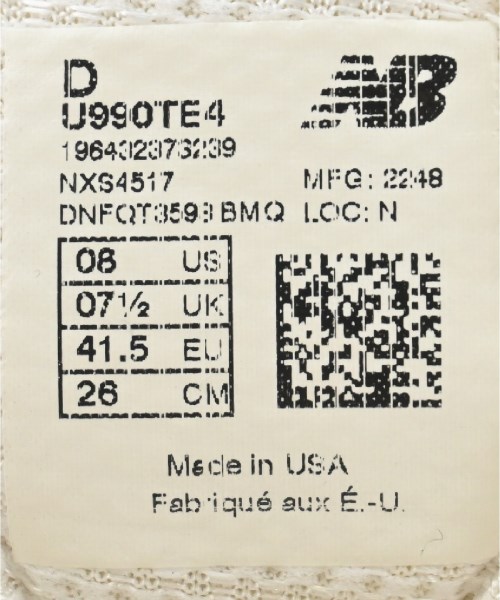 D
NB
U990TE4
196432373239
NXS4517
MFG: 2248
DNFQT3593 BMQ LOC: N
08 US
07½ UK
41.5 EU
26 CM
Made in USA
Fabriqué aux É.-U.